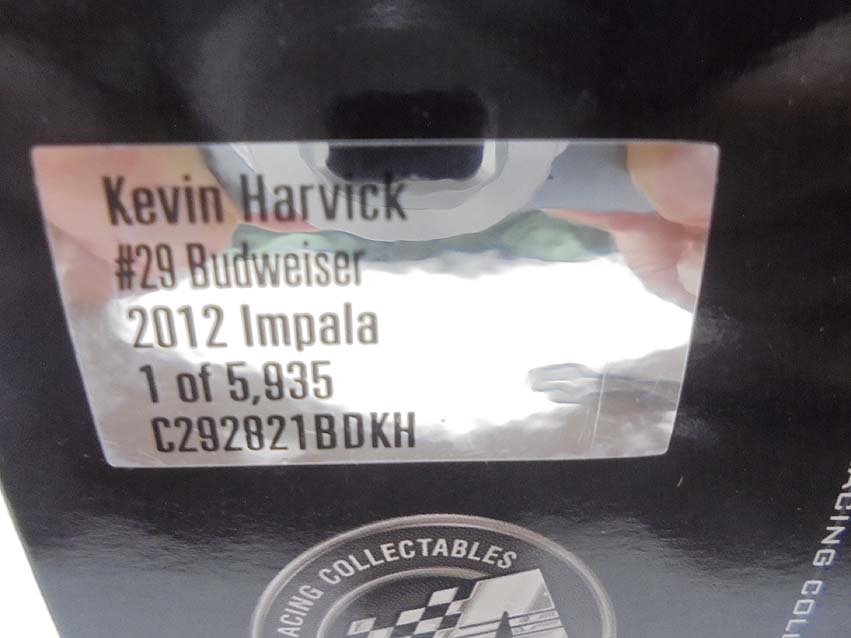 Kevin Harvick
#29 Budweiser
2012 Impala
1 of 5,935
C292821BDKH
COLLECTABLES
RACING